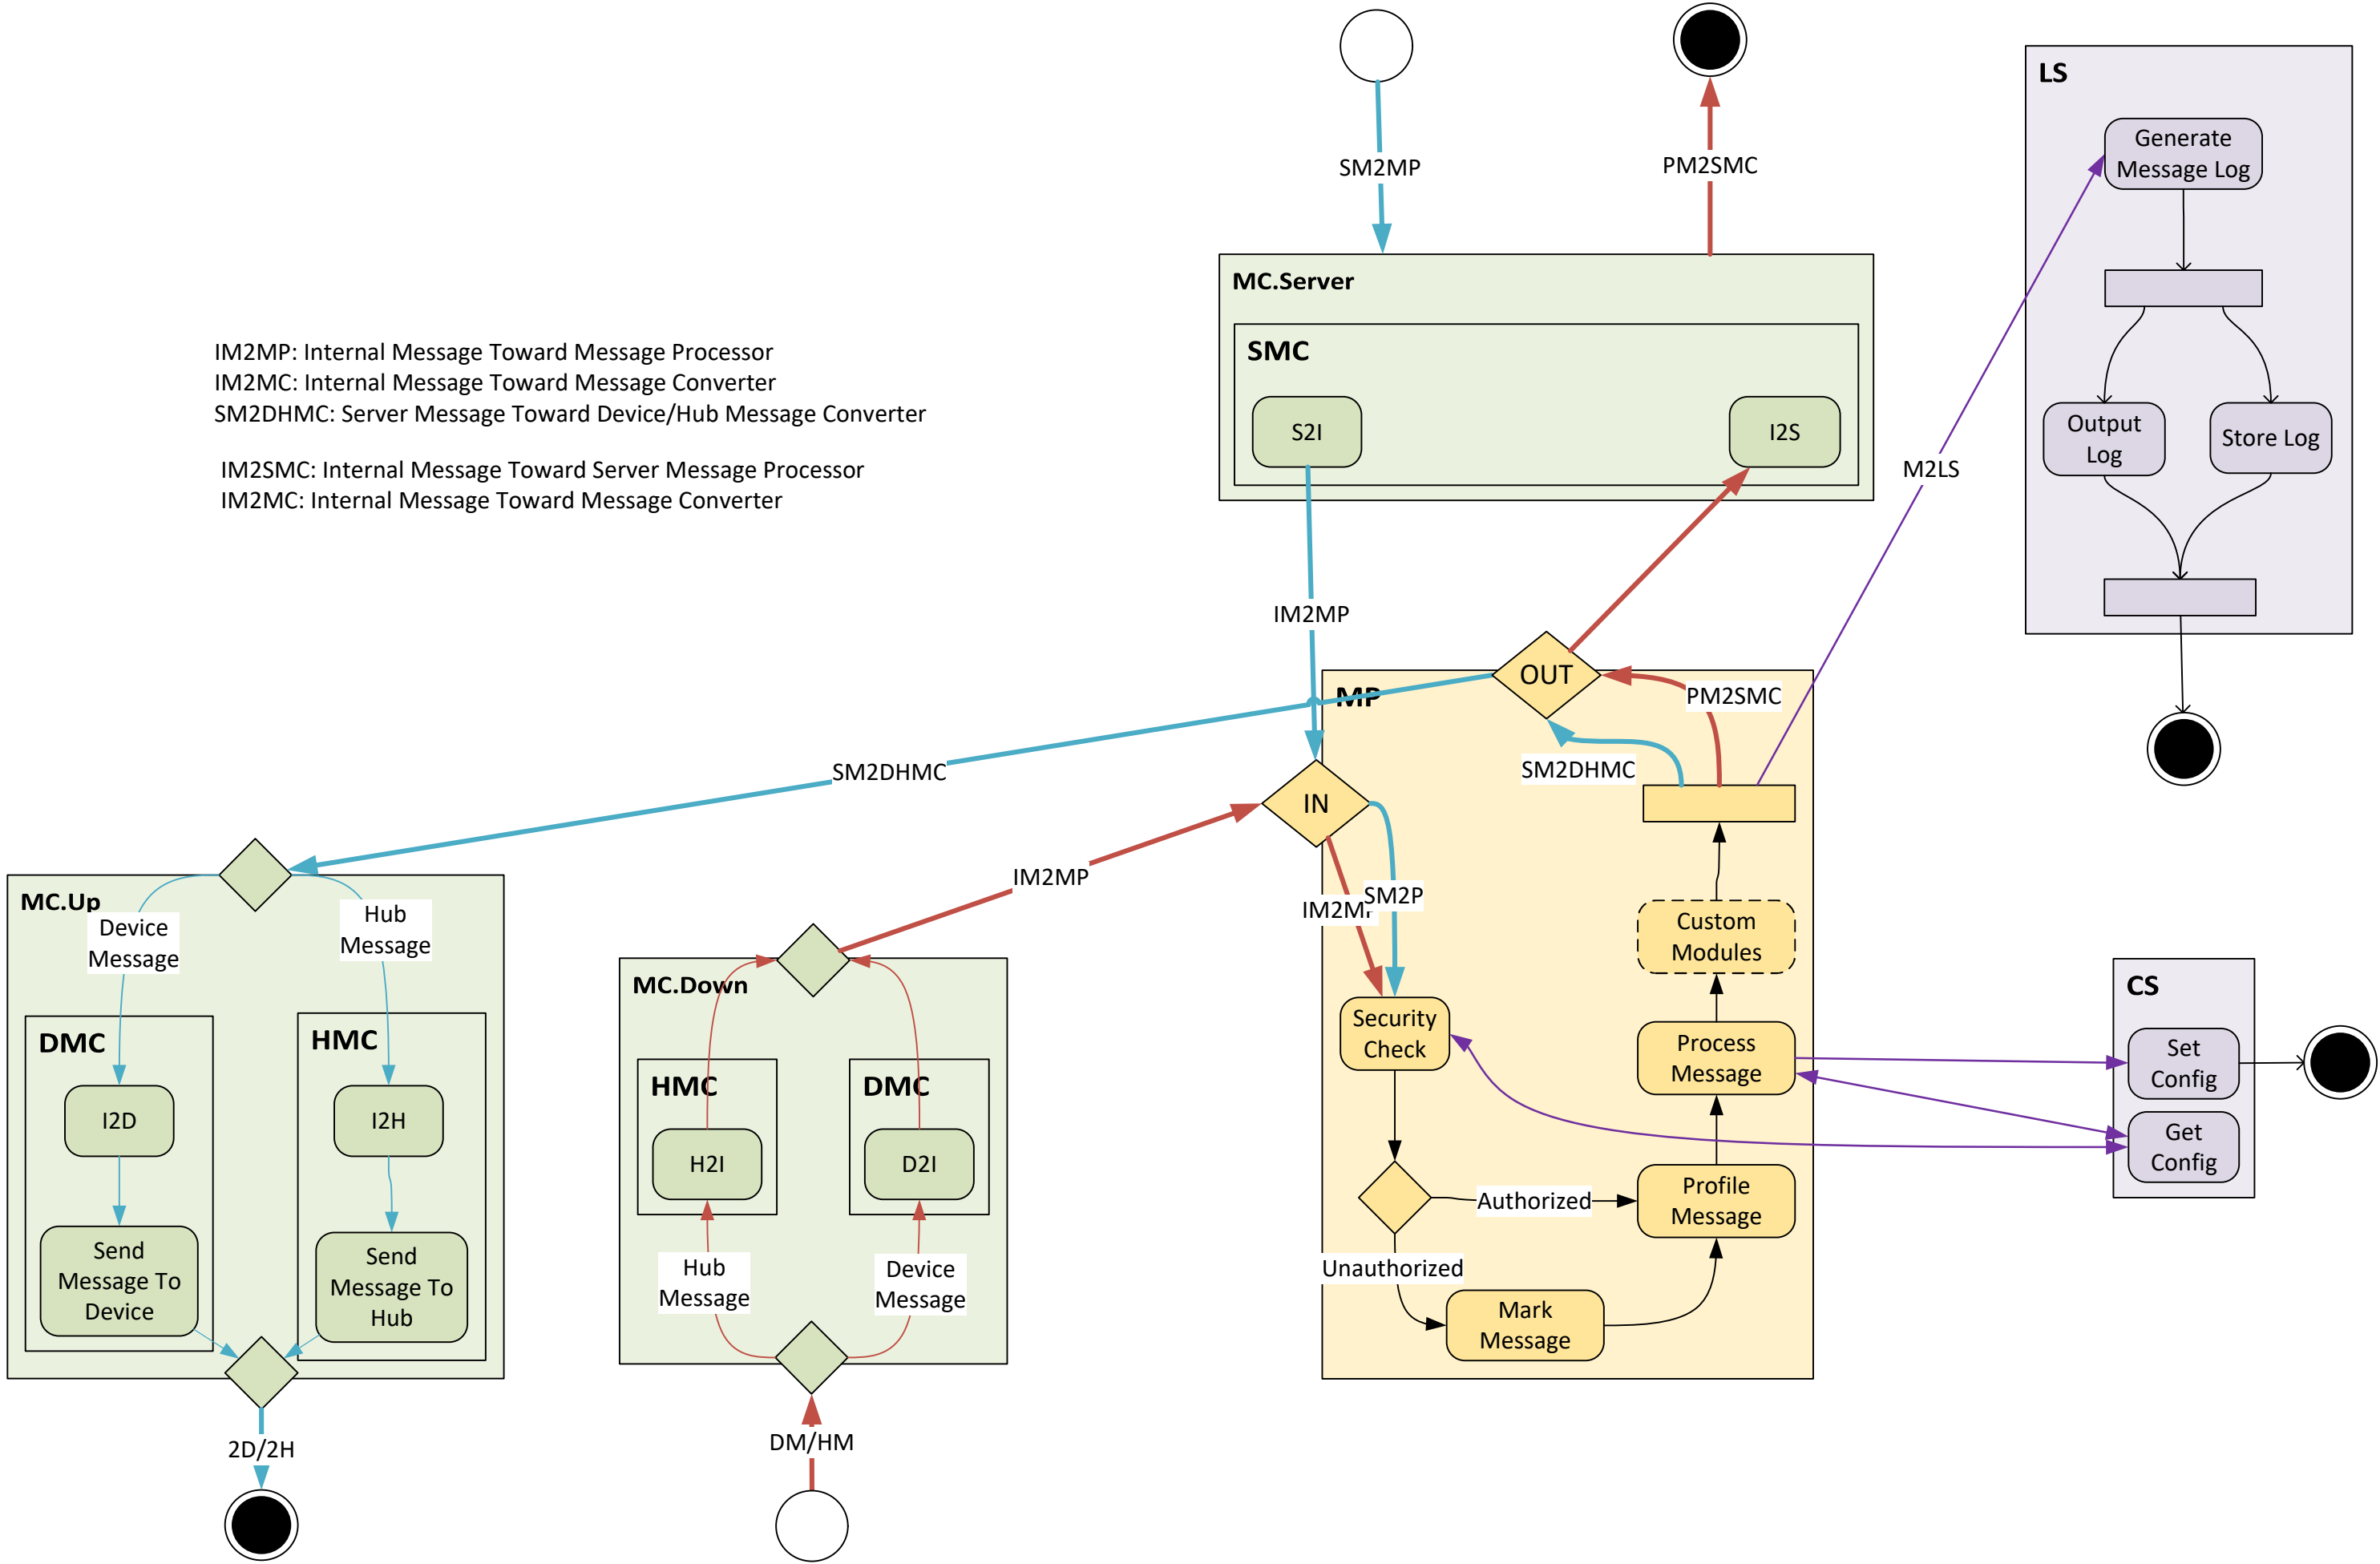 SM2MP
PM2SMC
LS
Generate
Message Log
MC.Server
SMC
S2I
I2S
IM2MP: Internal Message Toward Message Processor
IM2MC: Internal Message Toward Message Converter
SM2DHMC: Server Message Toward Device/Hub Message Converter
IM2SMC: Internal Message Toward Server Message Processor
IM2MC: Internal Message Toward Message Converter
M2LS
Output
Log
Store Log
IM2MP
OUT
MP
PM2SMC
SM2DHMC
SM2DHMC
IN
IM2MP
IM2MP
SM2P
MC.Up
Device
Message
Hub
Message
DMC
I2D
Send
Message To
Device
HMC
I2H
Send
Message To
Hub
2D/2H
MC.Down
HMC
H2I
DMC
D2I
Hub
Message
Device
Message
DM/HM
Custom
Modules
Security
Check
Process
Message
Authorized
Profile
Message
Unauthorized
Mark
Message
CS
Set
Config
Get
Config